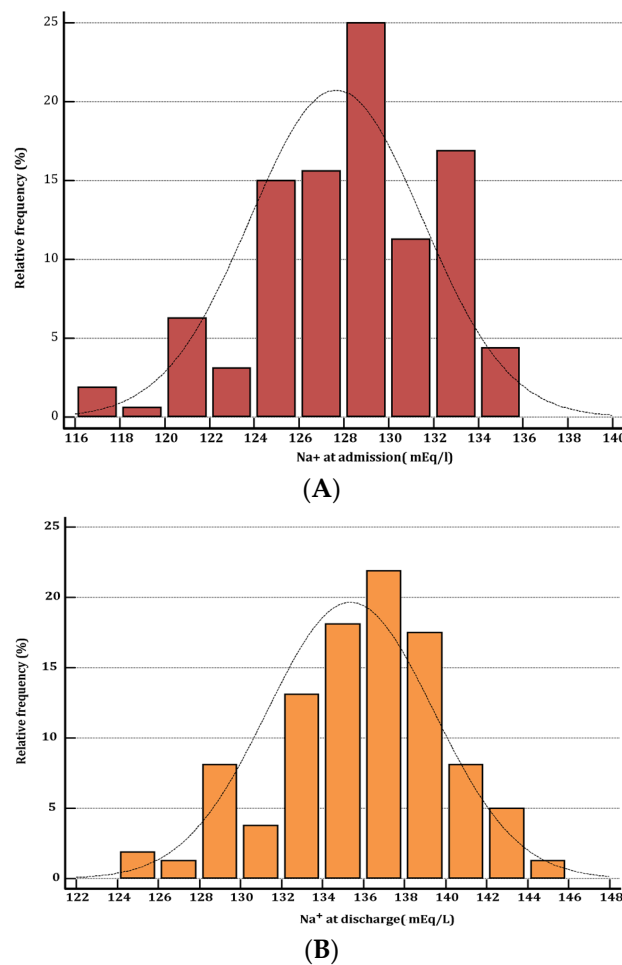 25
20
15
10
5
0
Relative frequency (%)
116 118 120 122 124 126 128 130 132 134 136 138 140
Na+ at admission( mEq/l)
(A)
25
20
15
10
5
0
Relative frequency (%)
122 124 126 128 130 132 134 136 138 140 142 144 146 148
Na⁺ at discharge( mEq/L)
(B)